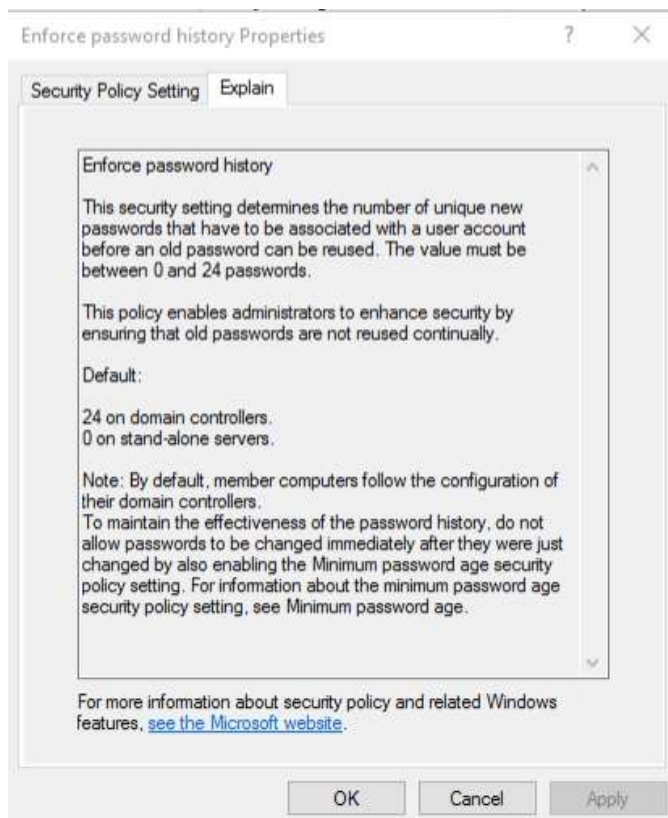 Enforce password history Properties ?
Security Policy Setting Explain
Enforce password history
This security setting determines the number of unique new
passwords that have to be associated with a user account
before an old password can be reused. The value must be
between 0 and 24 passwords.
This policy enables administrators to enhance security by
ensuring that old passwords are not reused continually.
Default:
24 on domain controllers.
0 on stand-alone servers.
Note: By default, member computers follow the configuration of
their domain controllers.
To maintain the effectiveness of the password history, do not
allow passwords to be changed immediately after they were just
changed by also enabling the Minimum password age security
policy setting. For information about the minimum password age
security policy setting, see Minimum password age.
For more information about security policy and related Windows
features, see the Microsoft website.
OK Cancel Apply